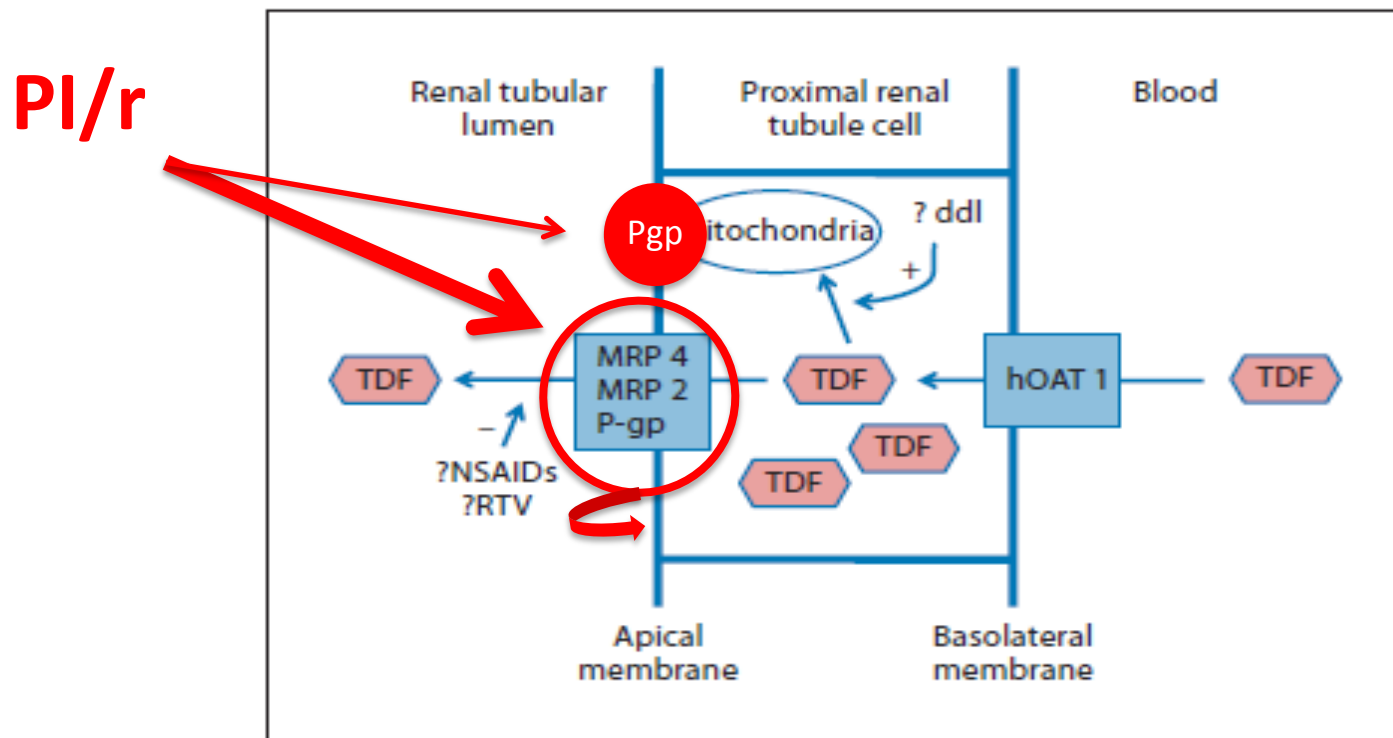 PI/r
Renal tubular
lumen
Proximal renal
tubule cell
Blood
Pgp
itochondria
? ddI
+
TDF
MRP 4
MRP 2
P-gp
TDF
hOAT 1
TDF
TDF
TDF
–
?NSAIDs
?RTV
Apical
membrane
Basolateral
membrane